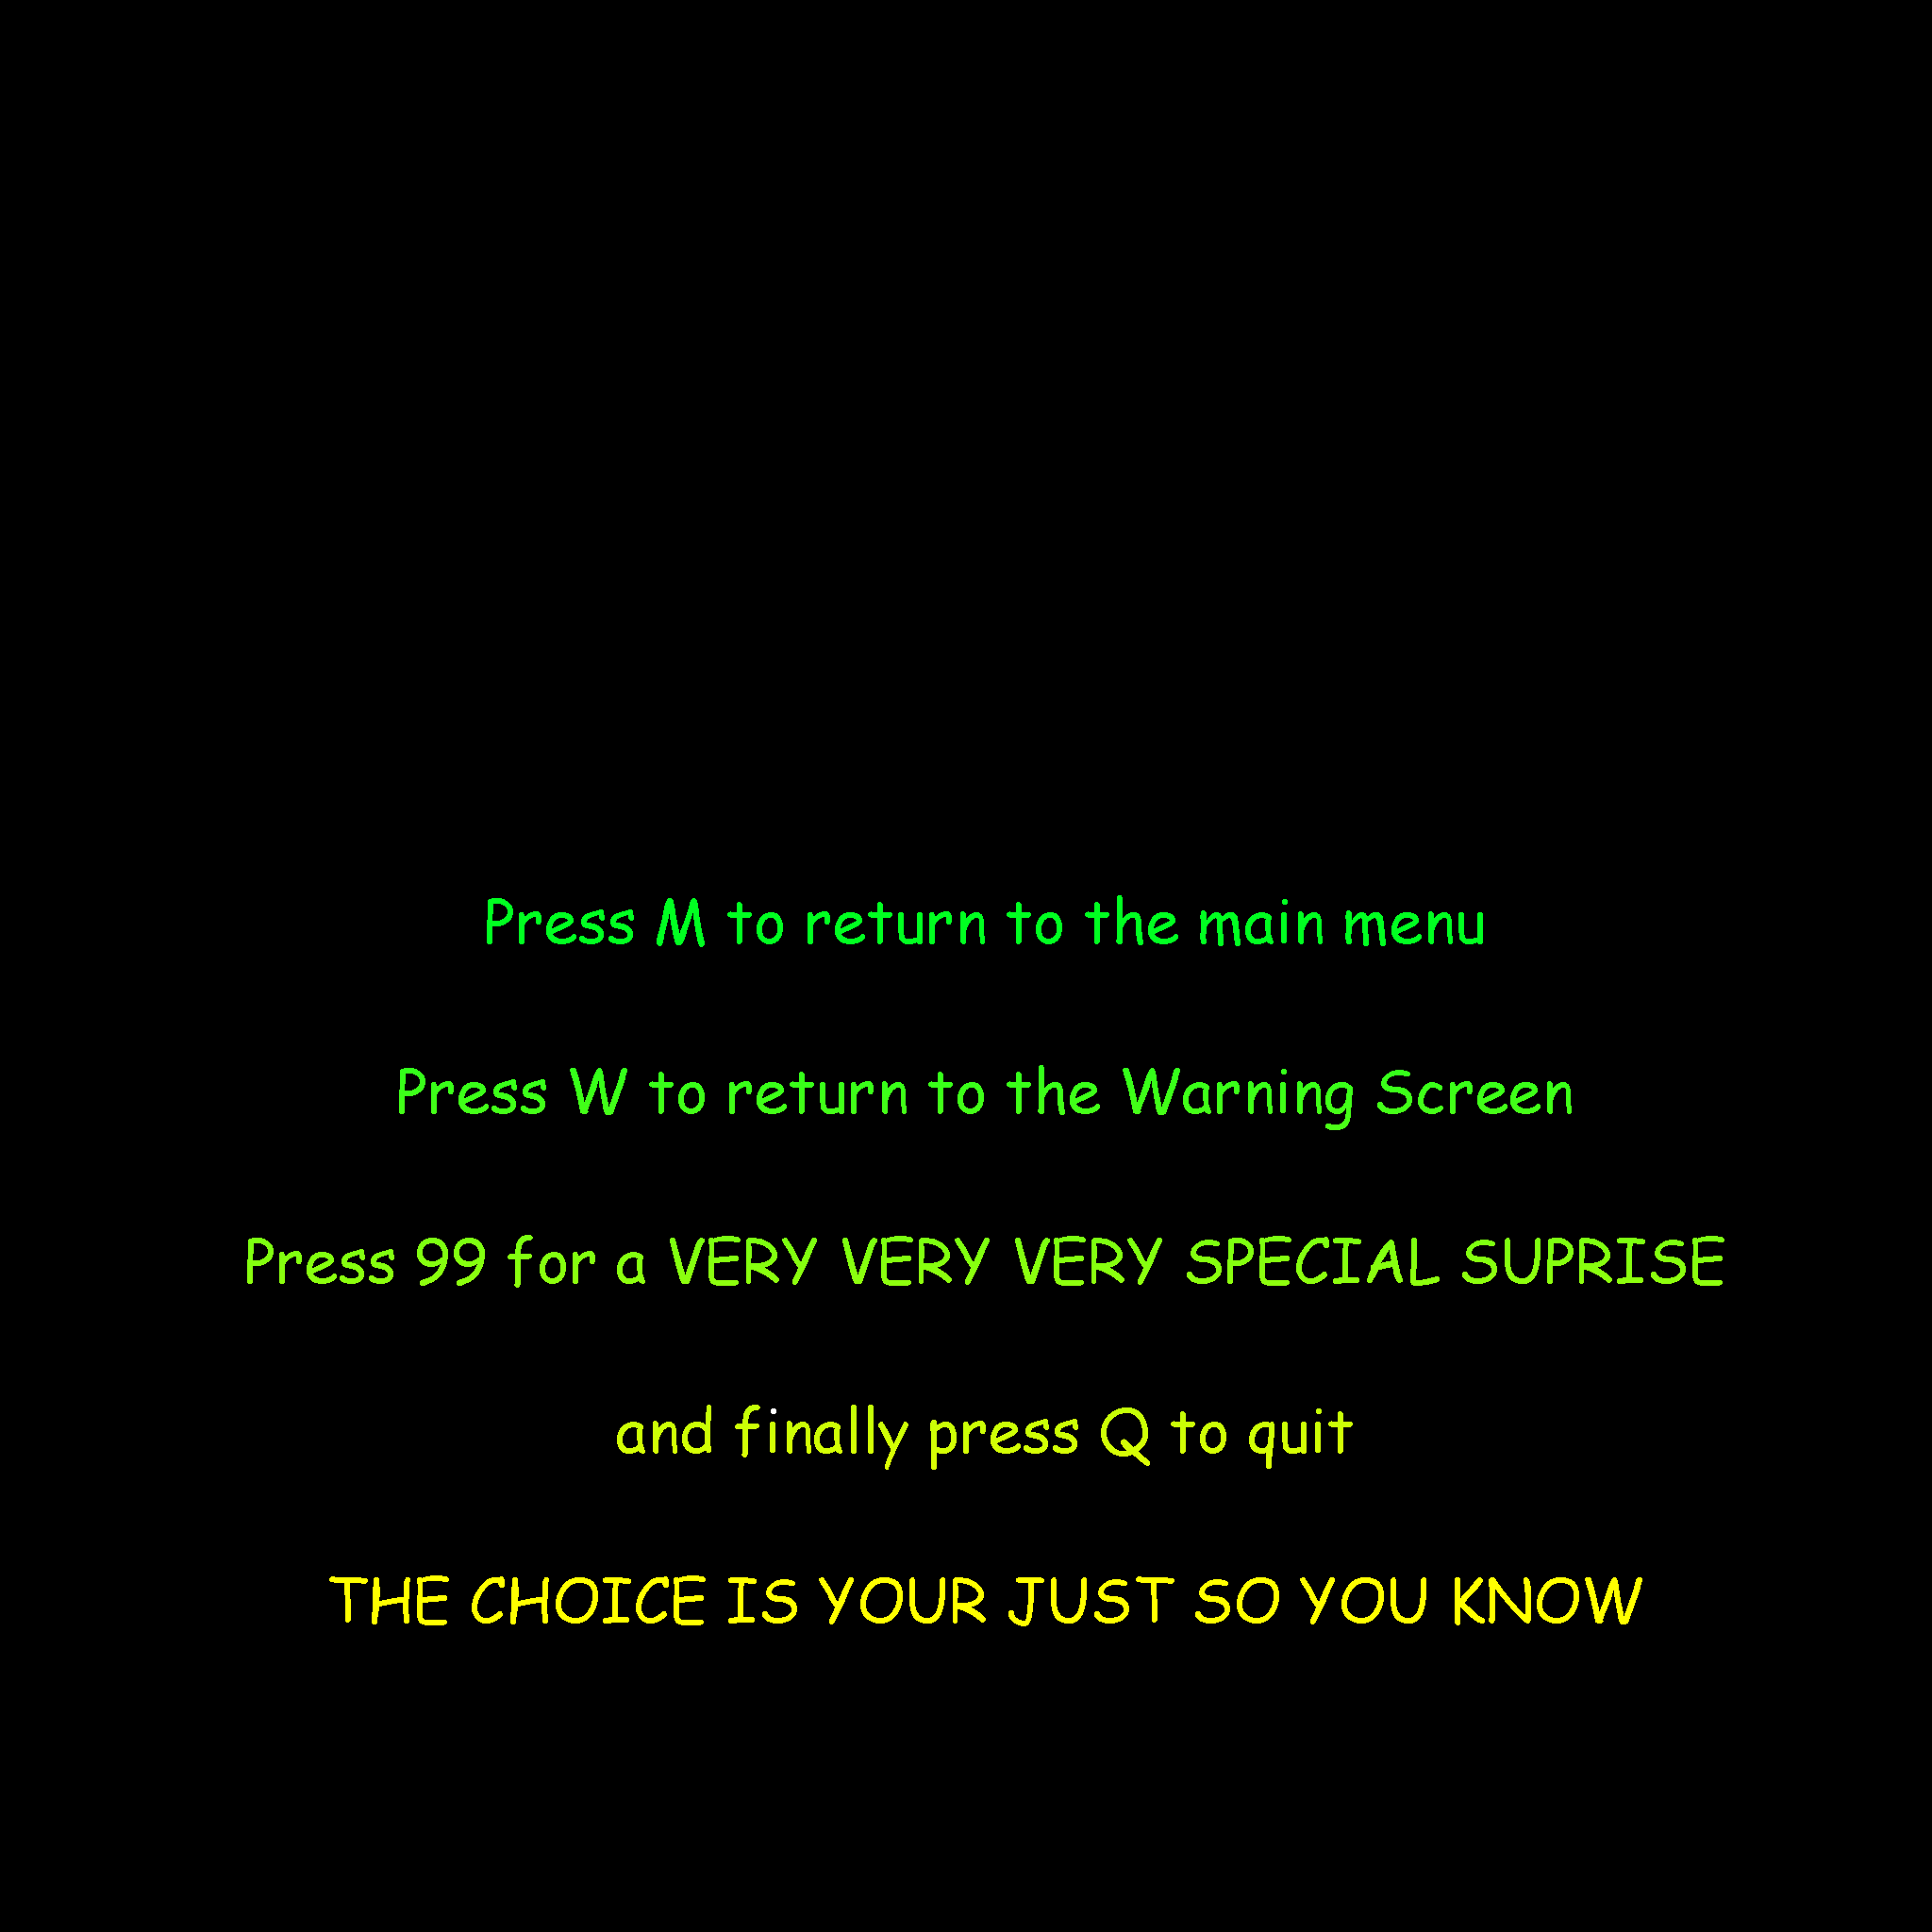 Press M to return to the main menu
Press W to return to the Warning Screen
Press 99 for a VERY VERY VERY SPECIAL SUPRISE
and finally press Q to quit
THE CHOICE IS YOUR JUST SO YOU KNOW